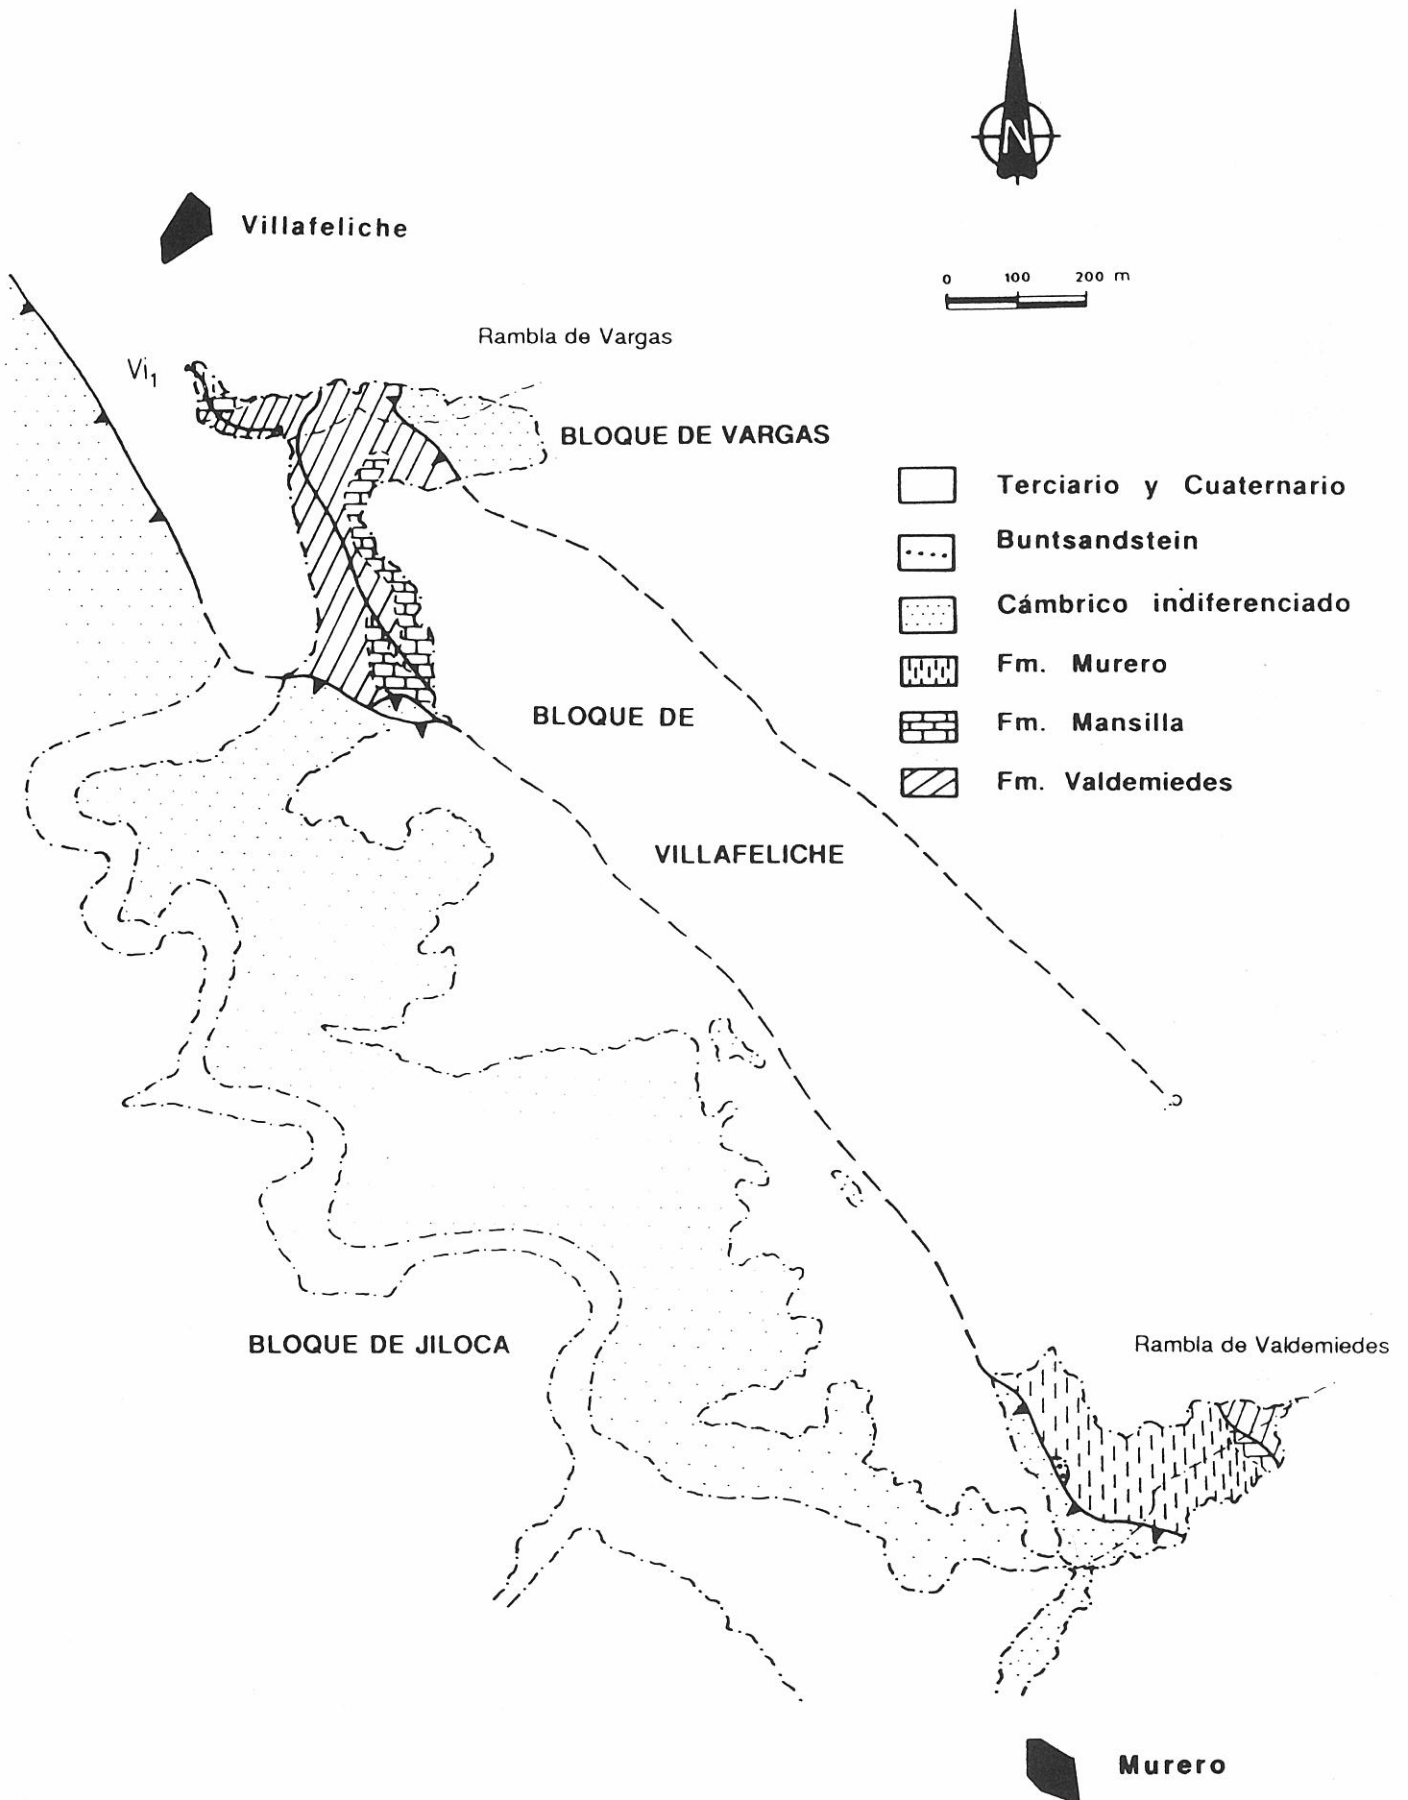 N
Villafeliche
0 100 200 m
Rambla de Vargas
Vi1
BLOQUE DE VARGAS
Terciario y Cuaternario
Buntsandstein
Cámbrico indiferenciado
Fm. Murero
Fm. Mansilla
Fm. Valdemiedes
BLOQUE DE
VILLAFELICHE
BLOQUE DE JILOCA
Rambla de Valdemiedes
Murero